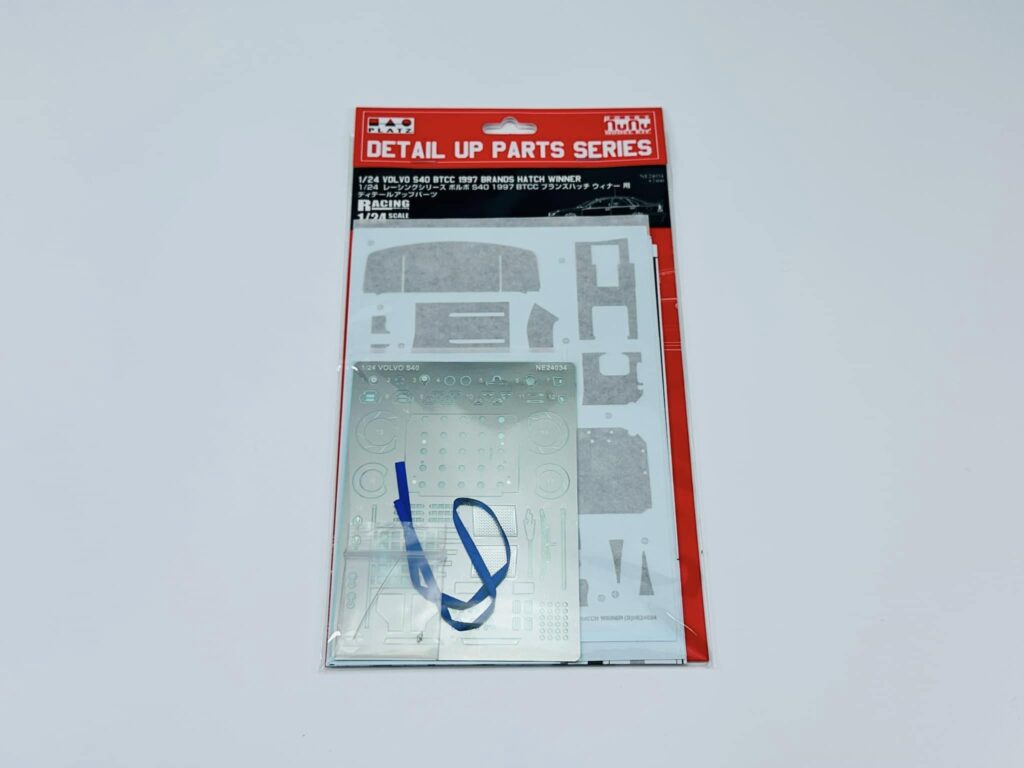 PLATZ
nunu
MODEL KIT
DETAIL UP PARTS SERIES
1/24 VOLVO S40 BTCC 1997 BRANDS HATCH WINNER
1/24 レーシングシリーズ ボルボ S40 1997 BTCC ブランズハッチ ウィナー 用
ディテールアップパーツ
RACING
1/24 SCALE
1/24 VOLVO S40
NE24034